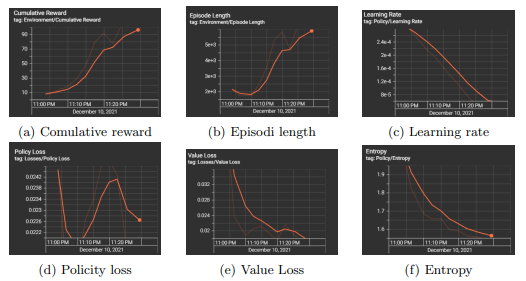 Cumulative Reward
tag: Environment/Cumulative Reward
90
70
50
30
10
11:00 PM 11:10 PM 11:20 PM
December 10, 2021
(a) Comulative reward
Episode Length
tag: Environment/Episode Length
6e+3
5e+3
3e+3
2e+3
11:00 PM 11:10 PM 11:20 PM
December 10, 2021
(b) Episodi length
Learning Rate
tag: Policy/Learning Rate
2.4e-4
2e-4
1.6e-4
1.2e-4
8e-5
11:00 PM 11:10 PM 11:20 PM
December 10, 2021
(c) Learning rate
Policy Loss
tag: Losses/Policy Loss
0.0242
0.0238
0.0234
0.023
0.0226
0.0222
11:00 PM 11:10 PM 11:20 PM
December 10, 2021
(d) Policity loss
Value Loss
tag: Losses/Value Loss
0.032
0.028
0.024
0.02
11:00 PM 11:10 PM 11:20 PM
December 10, 2021
(e) Value Loss
Entropy
tag: Policy/Entropy
1.9
1.8
1.7
1.6
11:00 PM 11:10 PM 11:20 PM
December 10, 2021
(f) Entropy